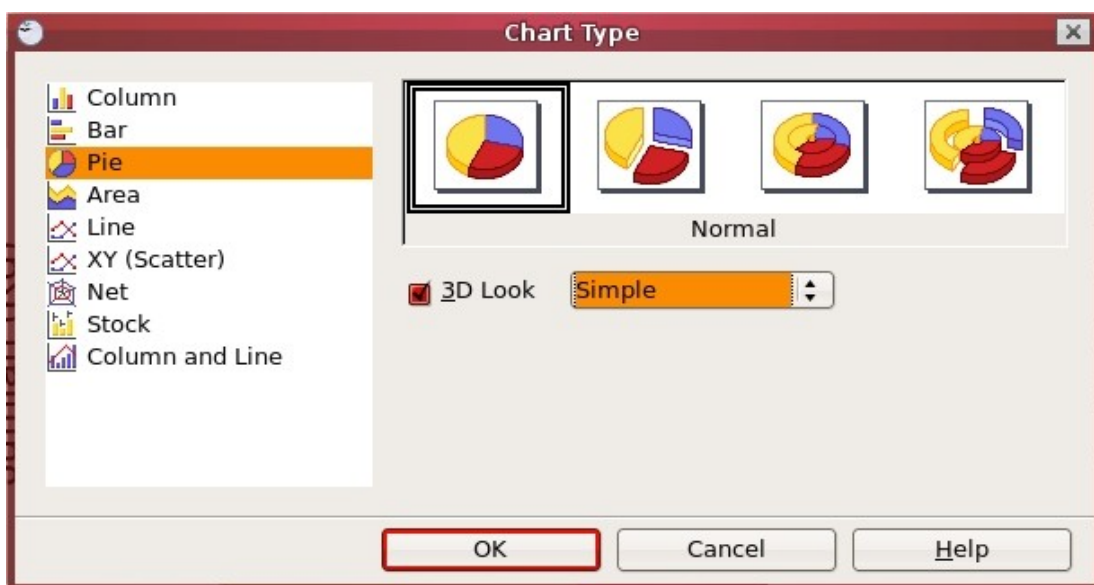 Chart Type
Column
Bar
Pie
Area
Line
XY (Scatter)
Net
Stock
Column and Line
Normal
3D Look
Simple
OK
Cancel
Help